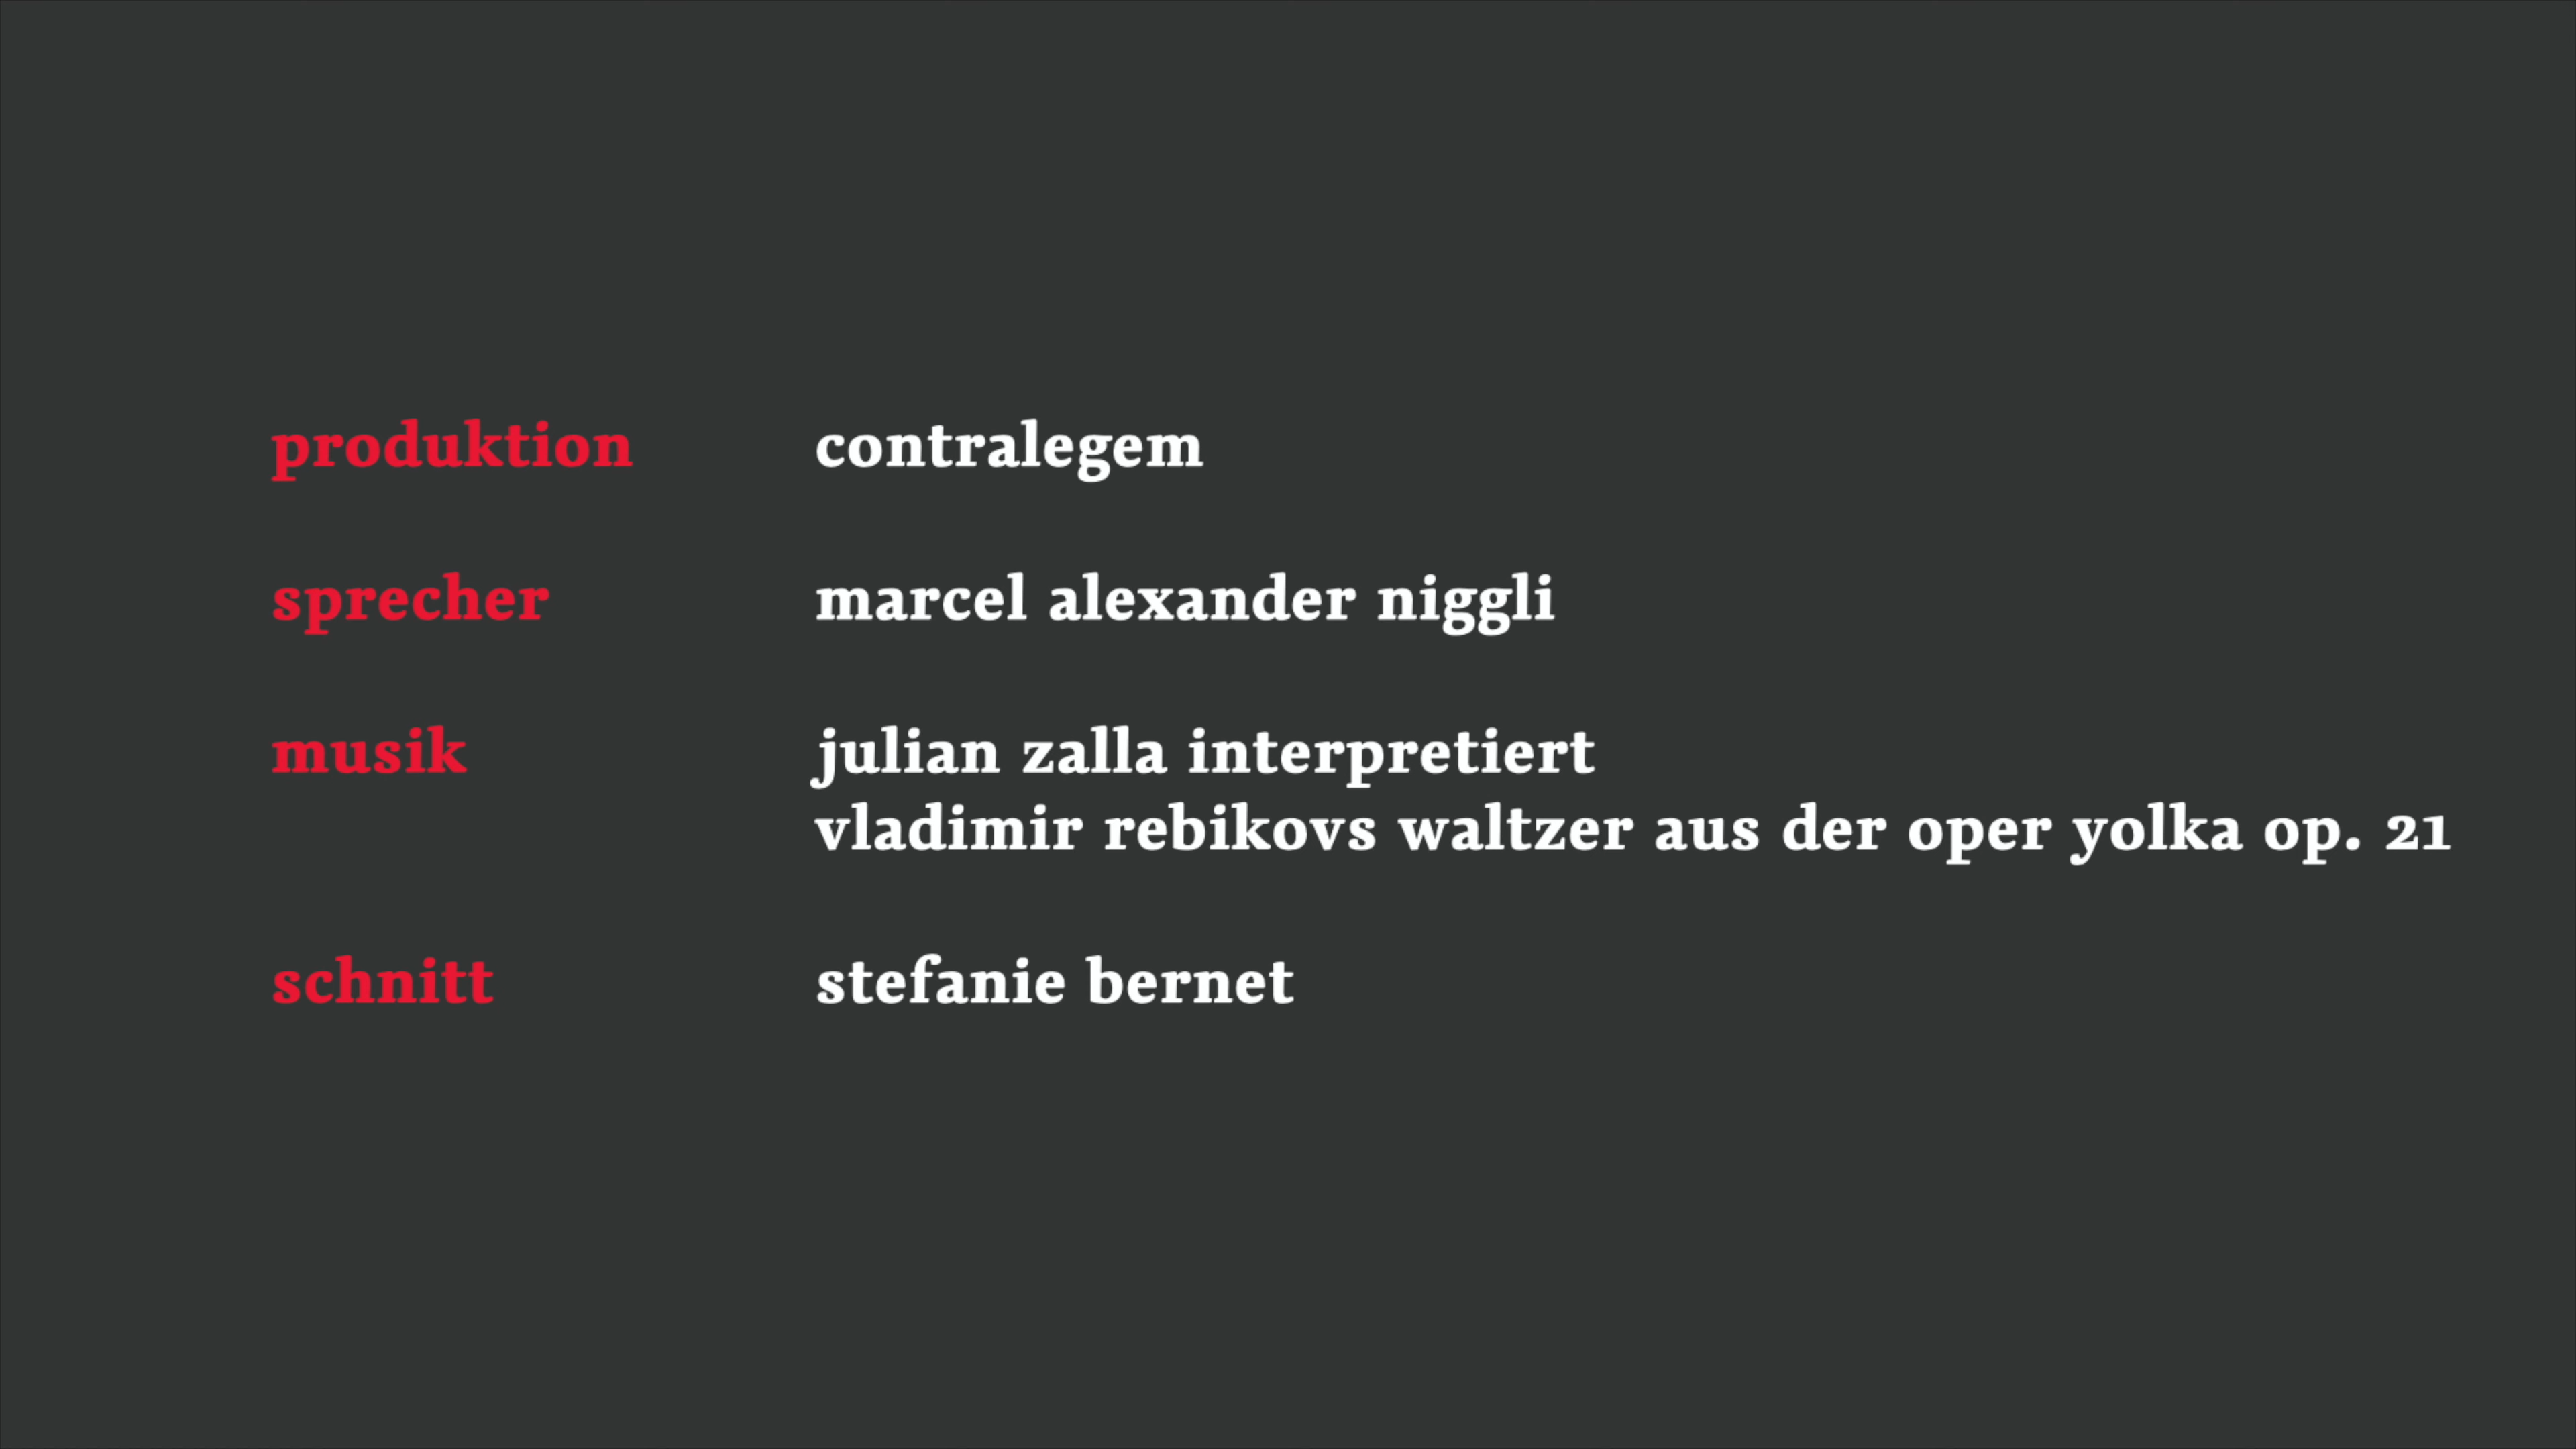 produktion contralegem
sprecher marcel alexander niggli
musik julian zalla interpretiert
vladimir rebikovs waltzer aus der oper yolka op. 21
schnitt stefanie bernet